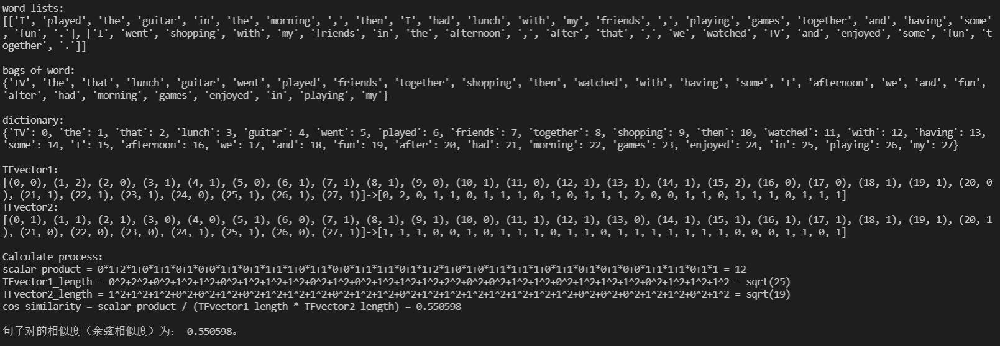 word_lists:
[['I', 'played', 'the', 'guitar', 'in', 'the', 'morning', ',', 'then', 'I', 'had', 'lunch', 'with', 'my', 'friends', ',', 'playing', 'games', 'together', 'and', 'having', 'some'
, 'fun', '.'], ['I', 'went', 'shopping', 'with', 'my', 'friends', 'in', 'the', 'afternoon', ',', 'after', 'that', ',', 'we', 'watched', 'TV', 'and', 'enjoyed', 'some', 'fun', 't
ogether', '.']]
bags of word:
{'TV', 'the', 'that', 'lunch', 'guitar', 'went', 'played', 'friends', 'together', 'shopping', 'then', 'watched', 'with', 'having', 'some', 'I', 'afternoon', 'we', 'and', 'fun',
'after', 'had', 'morning', 'games', 'enjoyed', 'in', 'playing', 'my'}
dictionary:
{'TV': 0, 'the': 1, 'that': 2, 'lunch': 3, 'guitar': 4, 'went': 5, 'played': 6, 'friends': 7, 'together': 8, 'shopping': 9, 'then': 10, 'watched': 11, 'with': 12, 'having': 13,
'some': 14, 'I': 15, 'afternoon': 16, 'we': 17, 'and': 18, 'fun': 19, 'after': 20, 'had': 21, 'morning': 22, 'games': 23, 'enjoyed': 24, 'in': 25, 'playing': 26, 'my': 27}
TFvector1:
[(0, 0), (1, 2), (2, 0), (3, 1), (4, 1), (5, 0), (6, 1), (7, 1), (8, 1), (9, 0), (10, 1), (11, 0), (12, 1), (13, 1), (14, 1), (15, 2), (16, 0), (17, 0), (18, 1), (19, 1), (20, 0
), (21, 1), (22, 1), (23, 1), (24, 0), (25, 1), (26, 1), (27, 1)]->[0, 2, 0, 1, 1, 0, 1, 1, 1, 0, 1, 0, 1, 1, 1, 2, 0, 0, 1, 1, 0, 1, 1, 1, 0, 1, 1, 1]
TFvector2:
[(0, 1), (1, 1), (2, 1), (3, 0), (4, 0), (5, 1), (6, 0), (7, 1), (8, 1), (9, 1), (10, 0), (11, 1), (12, 1), (13, 0), (14, 1), (15, 1), (16, 1), (17, 1), (18, 1), (19, 1), (20, 1
), (21, 0), (22, 0), (23, 0), (24, 1), (25, 1), (26, 0), (27, 1)]->[1, 1, 1, 0, 0, 1, 0, 1, 1, 1, 0, 1, 1, 0, 1, 1, 1, 1, 1, 1, 1, 0, 0, 0, 1, 1, 0, 1]
Calculate process:
scalar_product = 0*1+2*1+0*1+1*0+1*0+0*1+1*0+1*1+1*1+0*1+1*0+0*1+1*1+1*0+1*1+2*1+0*1+0*1+1*1+1*1+0*1+1*0+1*0+1*0+0*1+1*1+1*0+1*1 = 12
TFvector1_length = 0^2+2^2+0^2+1^2+1^2+0^2+1^2+1^2+1^2+0^2+1^2+0^2+1^2+1^2+1^2+2^2+0^2+0^2+1^2+1^2+0^2+1^2+1^2+1^2+0^2+1^2+1^2+1^2 = sqrt(25)
TFvector2_length = 1^2+1^2+1^2+0^2+0^2+1^2+0^2+1^2+1^2+1^2+0^2+1^2+1^2+0^2+1^2+1^2+1^2+1^2+1^2+1^2+1^2+0^2+0^2+0^2+1^2+1^2+0^2+1^2 = sqrt(19)
cos_similarity = scalar_product / (TFvector1_length * TFvector2_length) = 0.550598
句子对的相似度（余弦相似度）为： 0.550598。